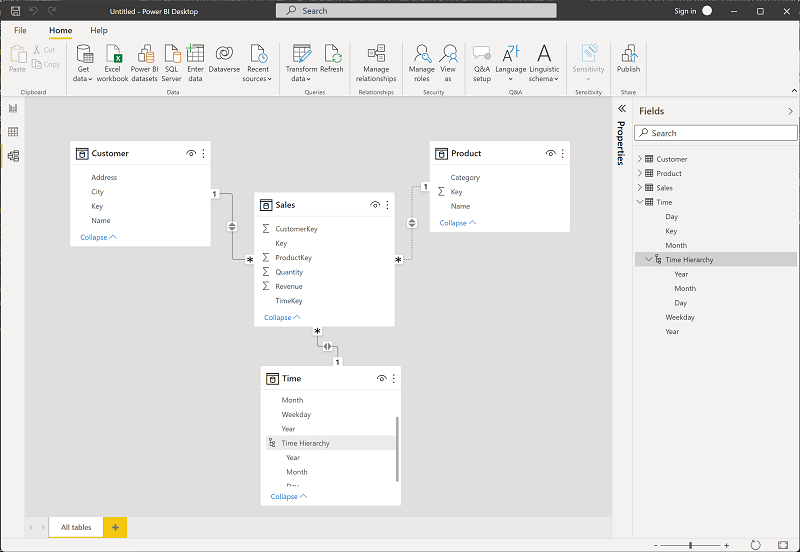 Untitled - Power BI Desktop
Search
Sign in
File Home Help
Paste
Cut
Copy
Clipboard
Get data
Excel workbook
Power BI datasets
SQL Server
Enter data
Dataverse
Recent sources
Data
Transform data
Refresh
Queries
Manage relationships
Relationships
Manage roles
View as
Security
Q&A setup
Language
Linguistic schema
Q&A
Sensitivity
Sensitivity
Publish
Share
Customer
Address
City
Key
Name
Collapse
1
*
Sales
Σ CustomerKey
Key
Σ ProductKey
Σ Quantity
Σ Revenue
TimeKey
Collapse
Product
Category
Σ Key
Name
Collapse
1
*
*
1
Time
Month
Weekday
Year
Time Hierarchy
Year
Month
Day
Collapse
Properties
Fields
Search
Customer
Product
Sales
Time
Day
Key
Month
Time Hierarchy
Year
Month
Day
Weekday
Year
All tables +
- +